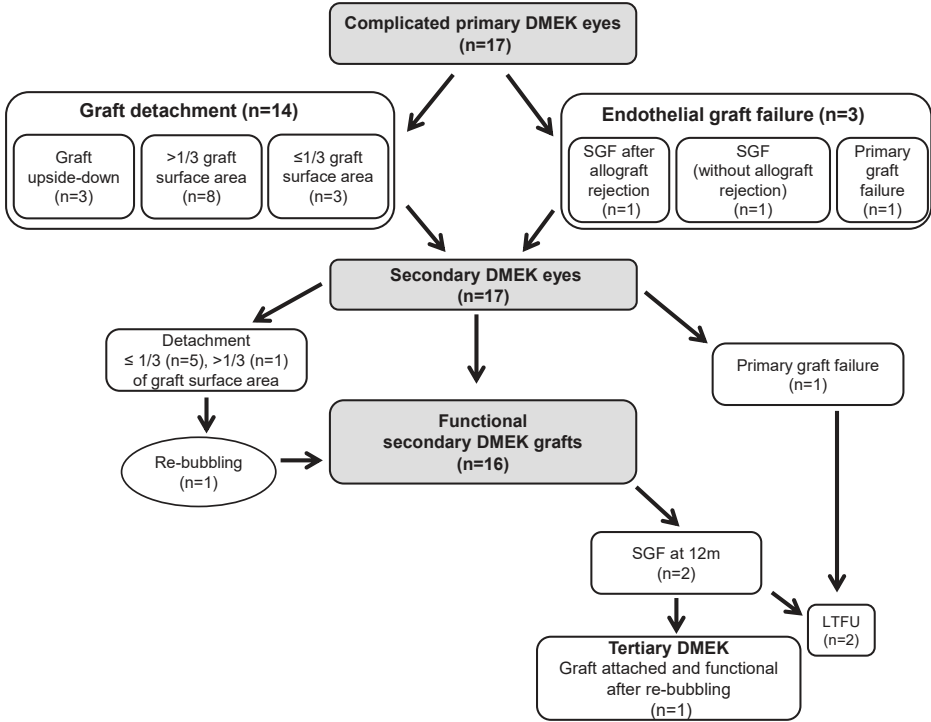 Complicated primary DMEK eyes
(n=17)
Graft detachment (n=14)
Graft
upside-down
(n=3)
>1/3 graft
surface area
(n=8)
≤1/3 graft
surface area
(n=3)
Endothelial graft failure (n=3)
SGF after
allograft
rejection
(n=1)
SGF
(without allograft
rejection)
(n=1)
Primary
graft
failure
(n=1)
Secondary DMEK eyes
(n=17)
Detachment
≤ 1/3 (n=5), >1/3 (n=1)
of graft surface area
Primary graft failure
(n=1)
Functional
secondary DMEK grafts
(n=16)
Re-bubbling
(n=1)
SGF at 12m
(n=2)
LTFU
(n=2)
Tertiary DMEK
Graft attached and functional
after re-bubbling
(n=1)